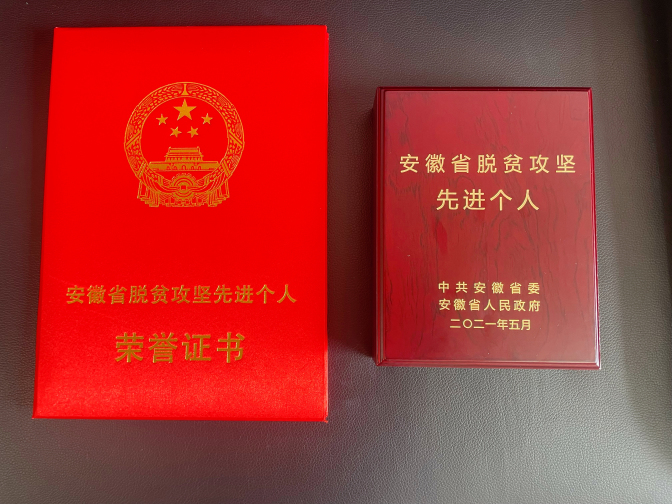 安徽省脱贫攻坚先进个人
荣誉证书
安徽省脱贫攻坚
先进个人
中共安徽省委
安徽省人民政府
二〇二一年五月